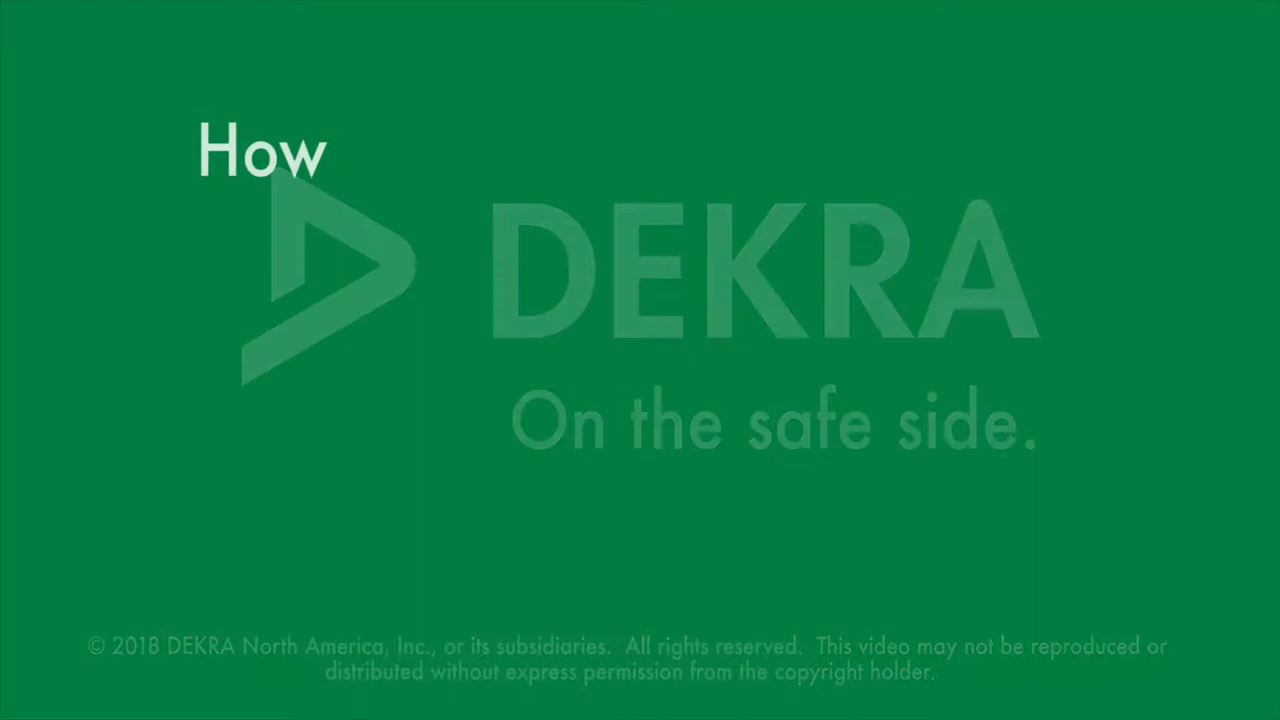 How
DEKRA
On the safe side.
© 2018 DEKRA North America, Inc., or its subsidiaries. All rights reserved. This video may not be reproduced or
distributed without express permission from the copyright holder.